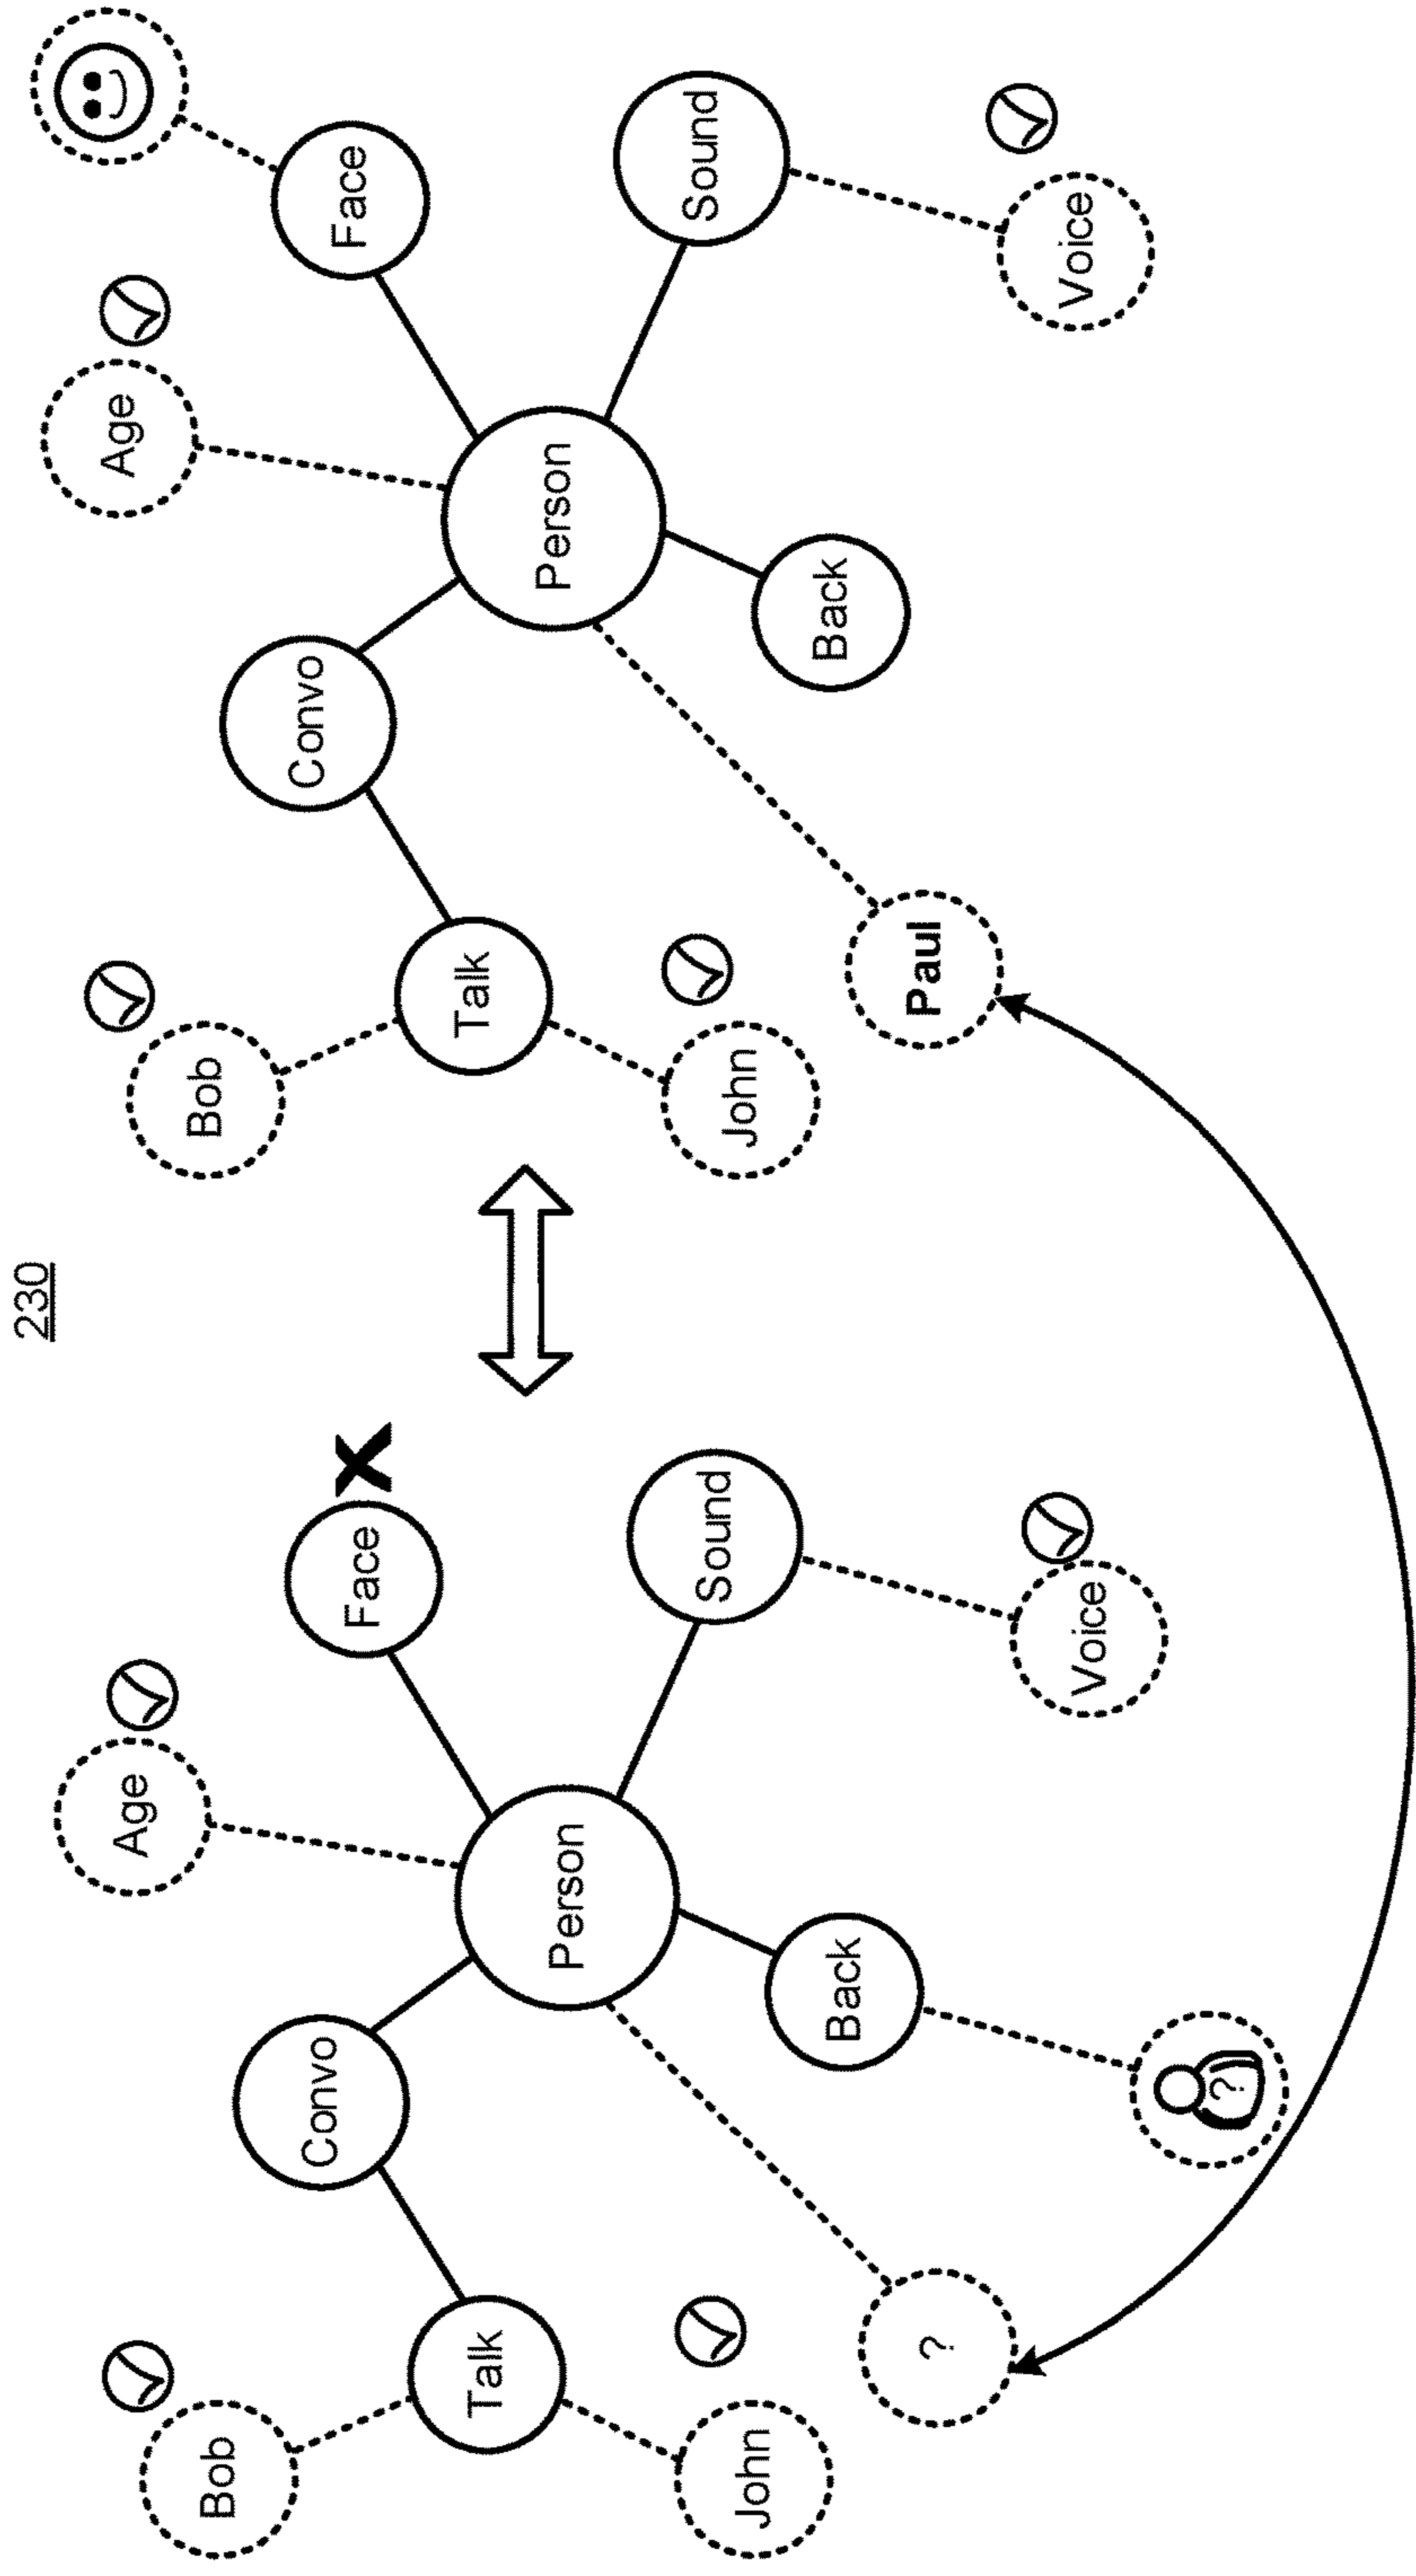 230
Age
Bob
Convo
Face
X
Talk
Person
Sound
John
Back
?
Voice
?
Age
Bob
Convo
Face
Talk
Person
Sound
John
Back
Paul
Voice